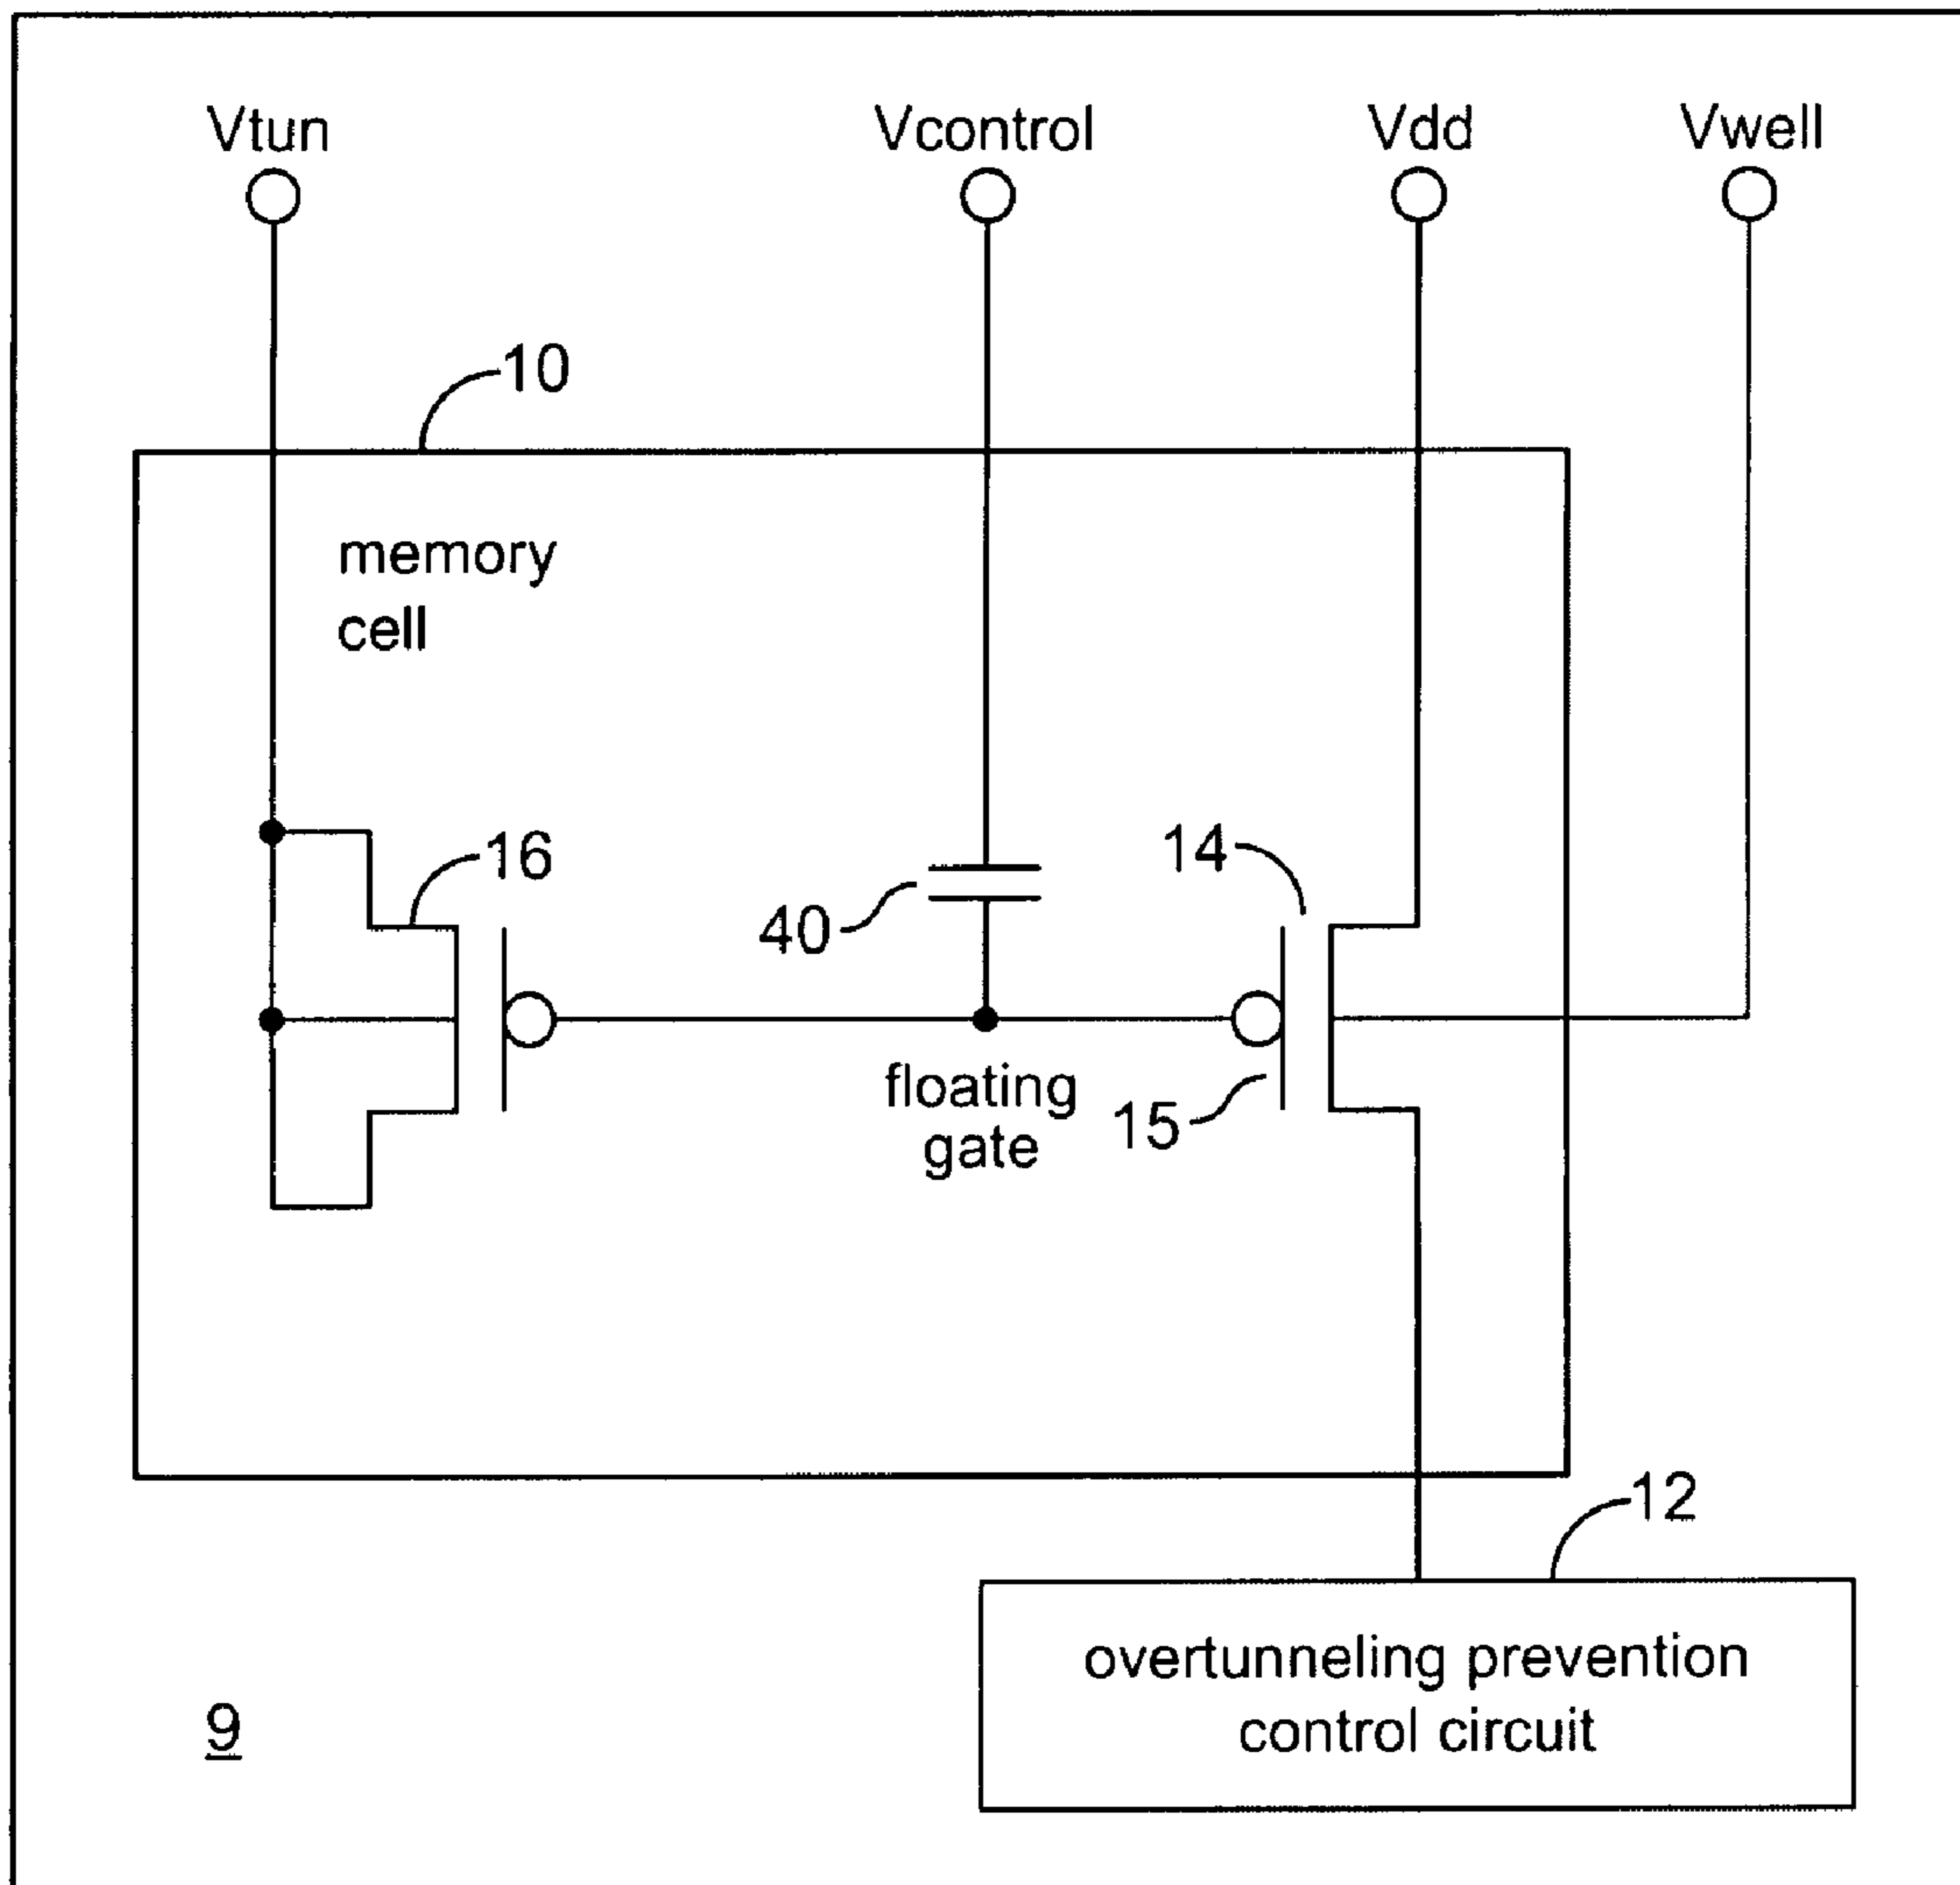 Vtun
Vcontrol
Vdd
Vwell
10
memory
cell
16
14
40
floating
gate
15
12
overtunneling prevention
control circuit
9